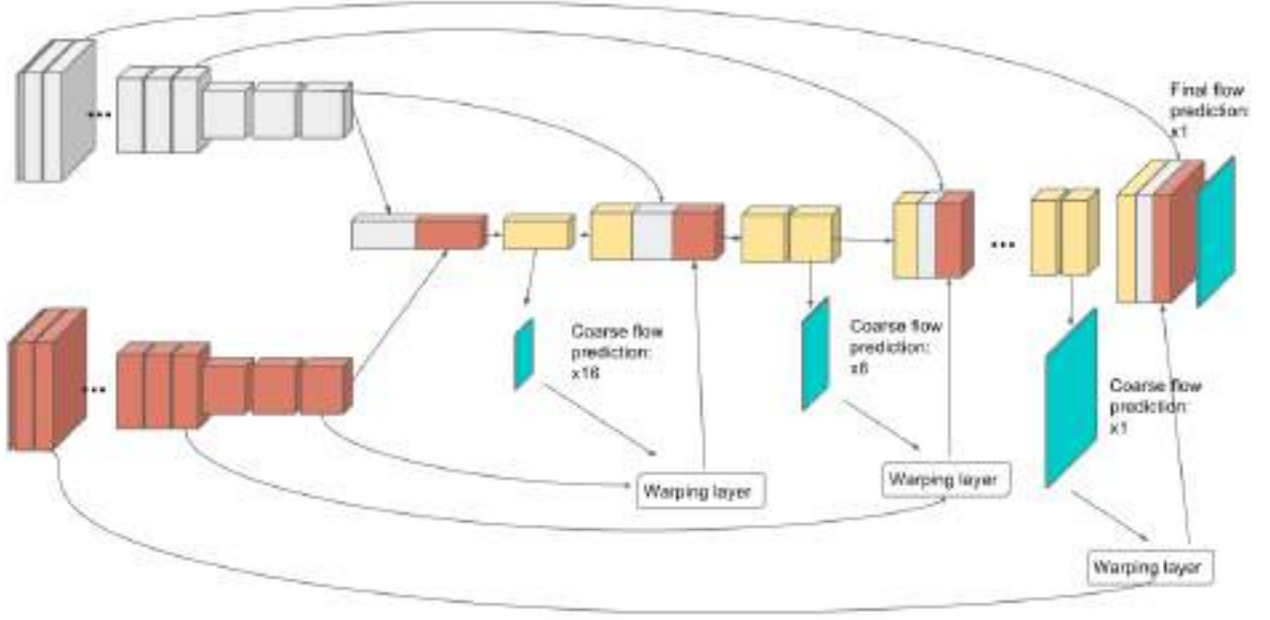 Final flow
prediction:
x1
Coarse flow
prediction:
x16
Coarse flow
prediction:
x6
Coarse flow
prediction:
x1
Warping layer
Warping layer
Warping layer